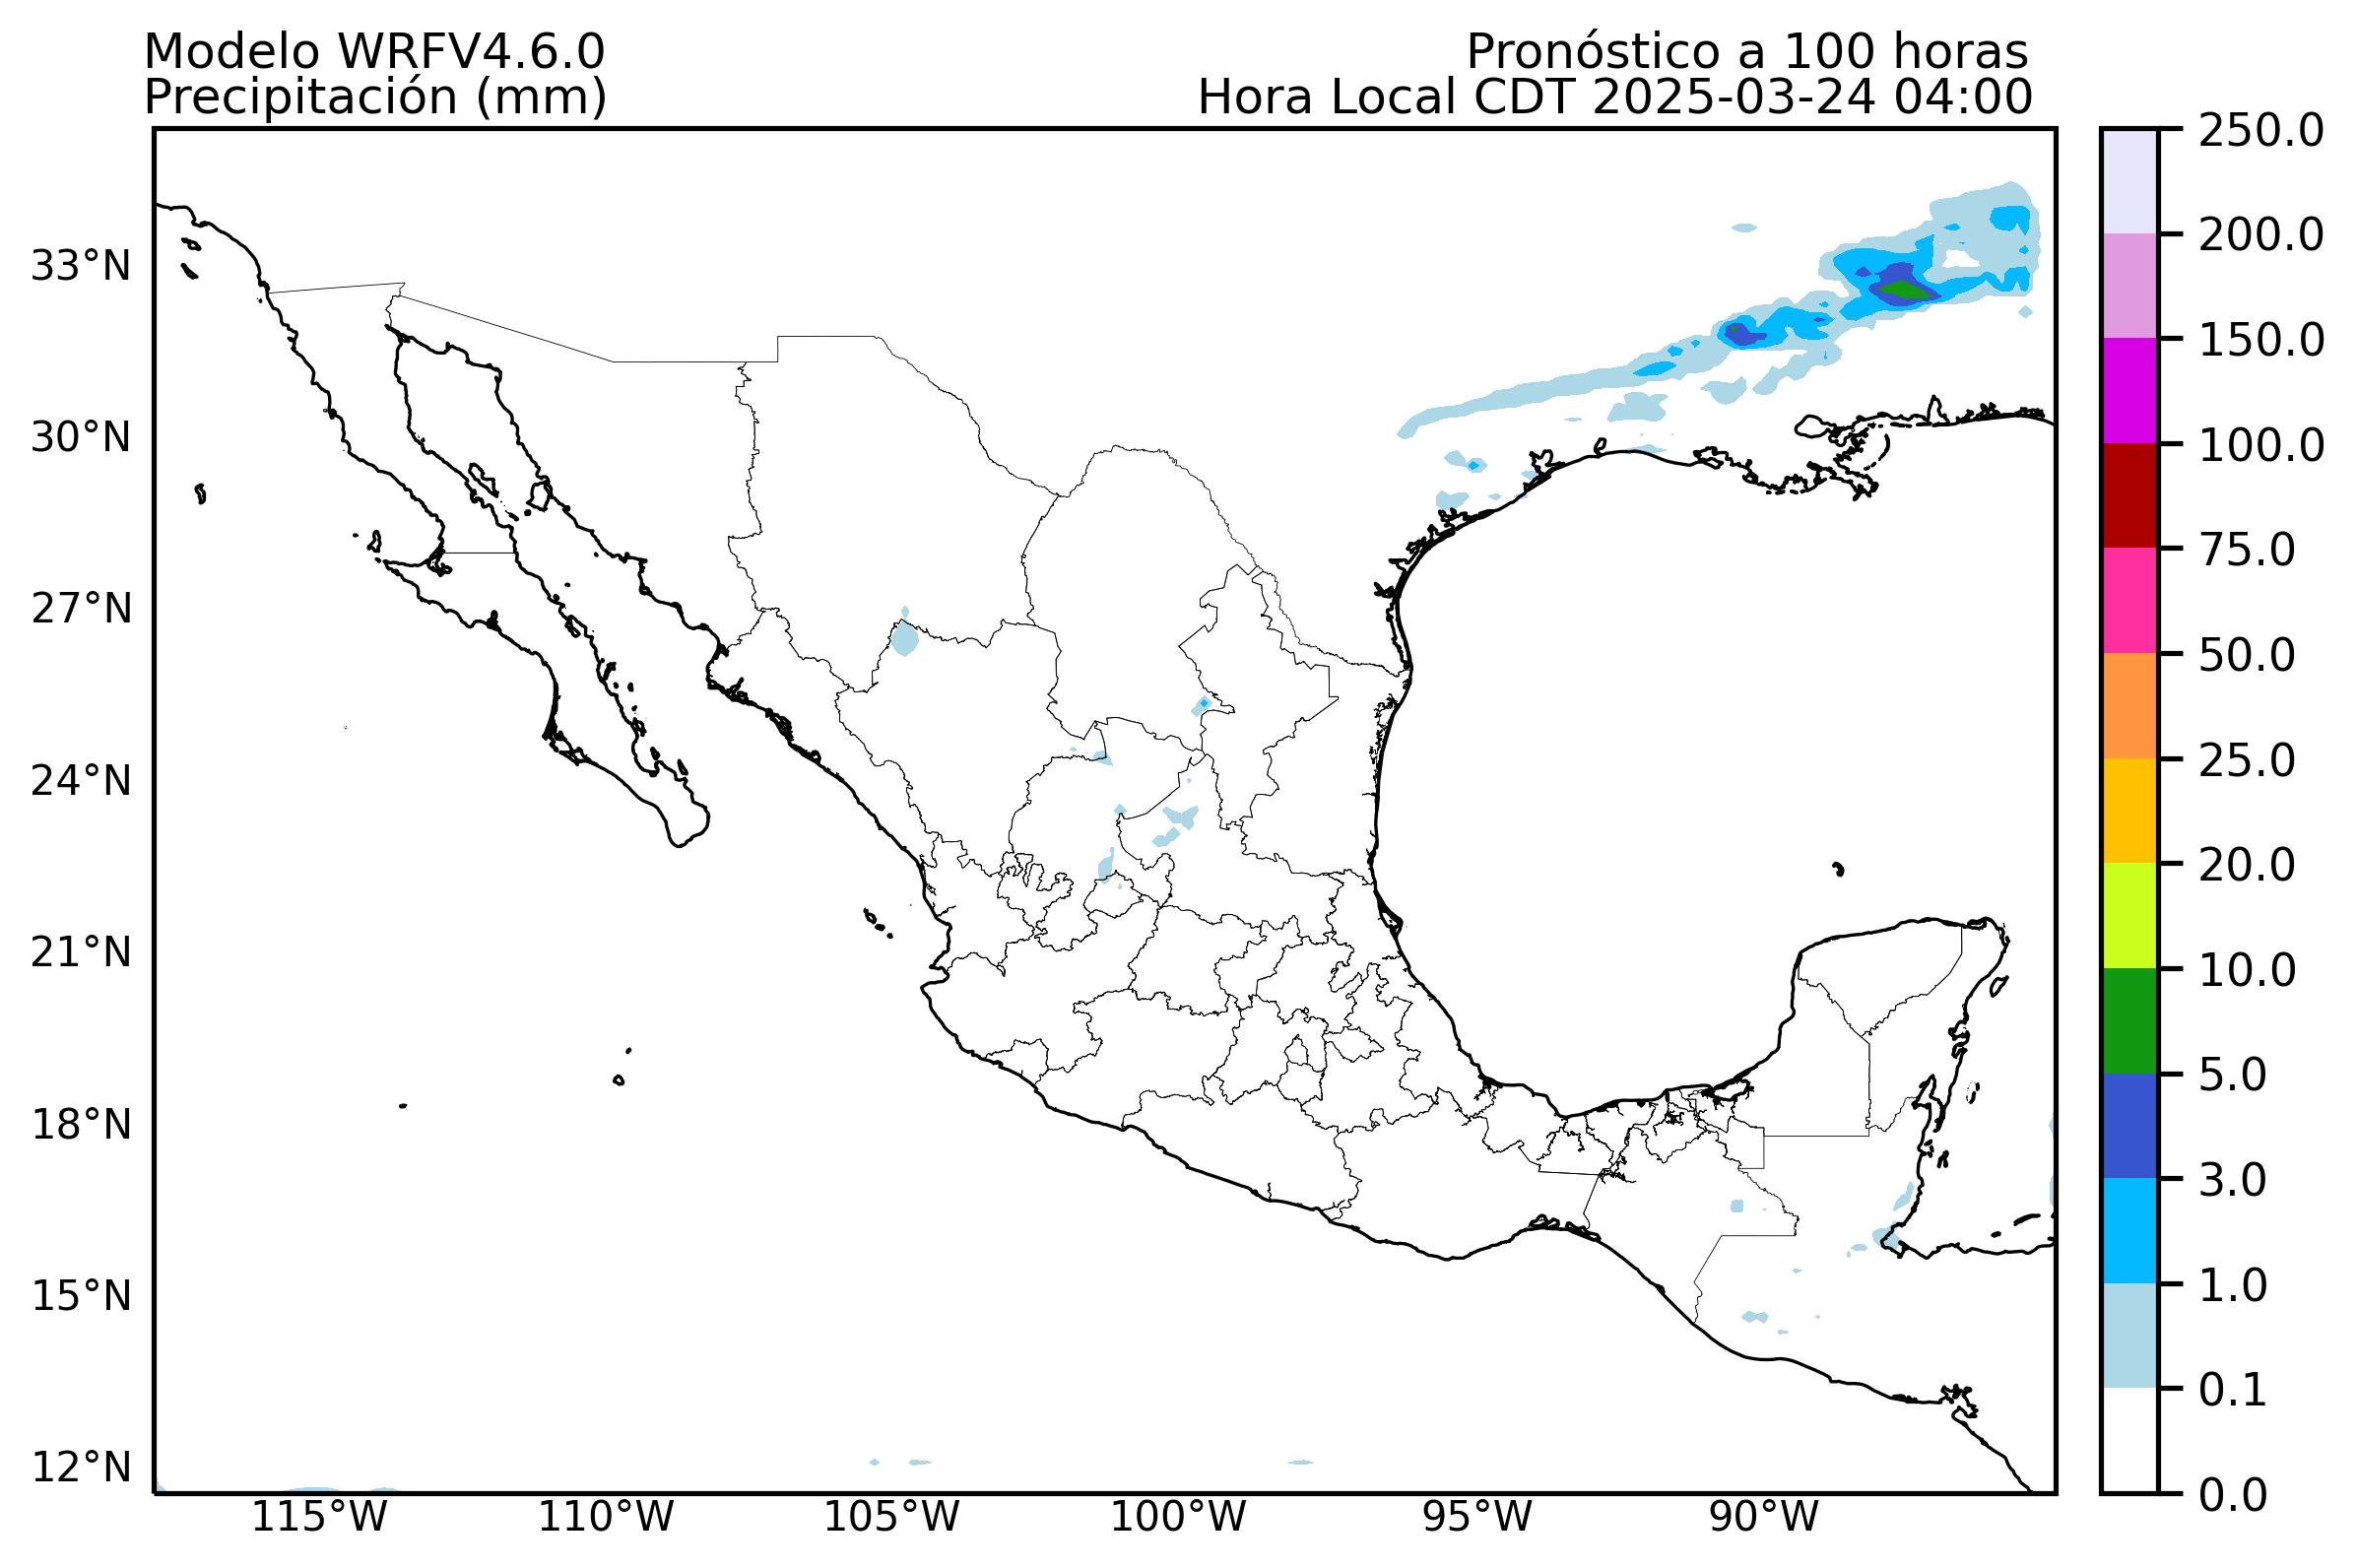 Modelo WRFV4.6.0
Pronóstico a 100 horas
Precipitación (mm)
Hora Local CDT 2025-03-24 04:00
33°N
30°N
27°N
24°N
21°N
18°N
15°N
12°N
115°W
110°W
105°W
100°W
95°W
90°W
250.0
200.0
150.0
100.0
75.0
50.0
25.0
20.0
10.0
5.0
3.0
1.0
0.1
0.0